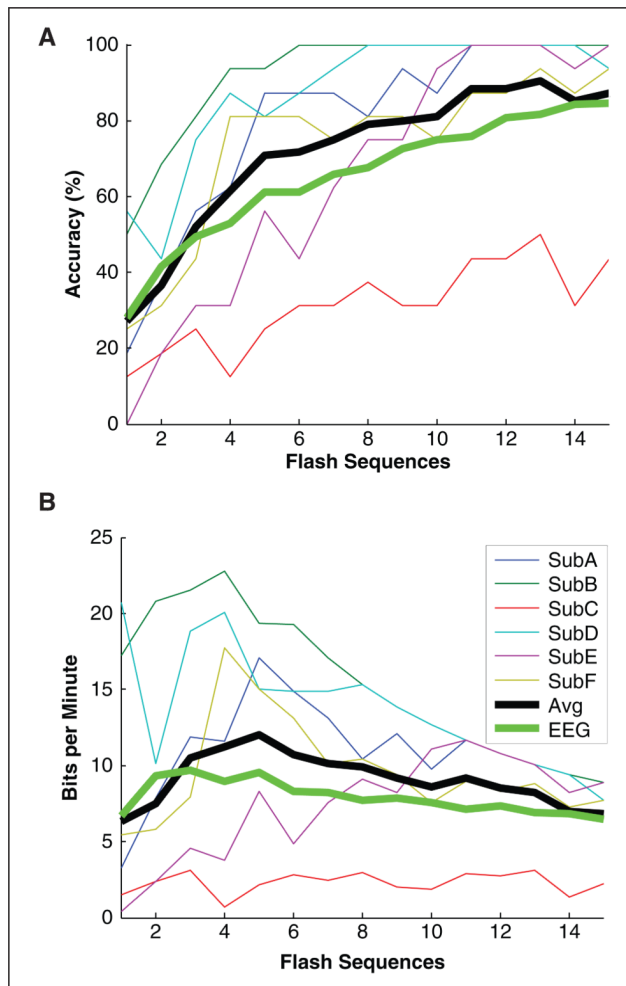 A
100
80
60
40
20
0
Accuracy (%)
2 4 6 8 10 12 14
Flash Sequences
B
25
20
15
10
5
0
Bits per Minute
SubA
SubB
SubC
SubD
SubE
SubF
Avg
EEG
2 4 6 8 10 12 14
Flash Sequences